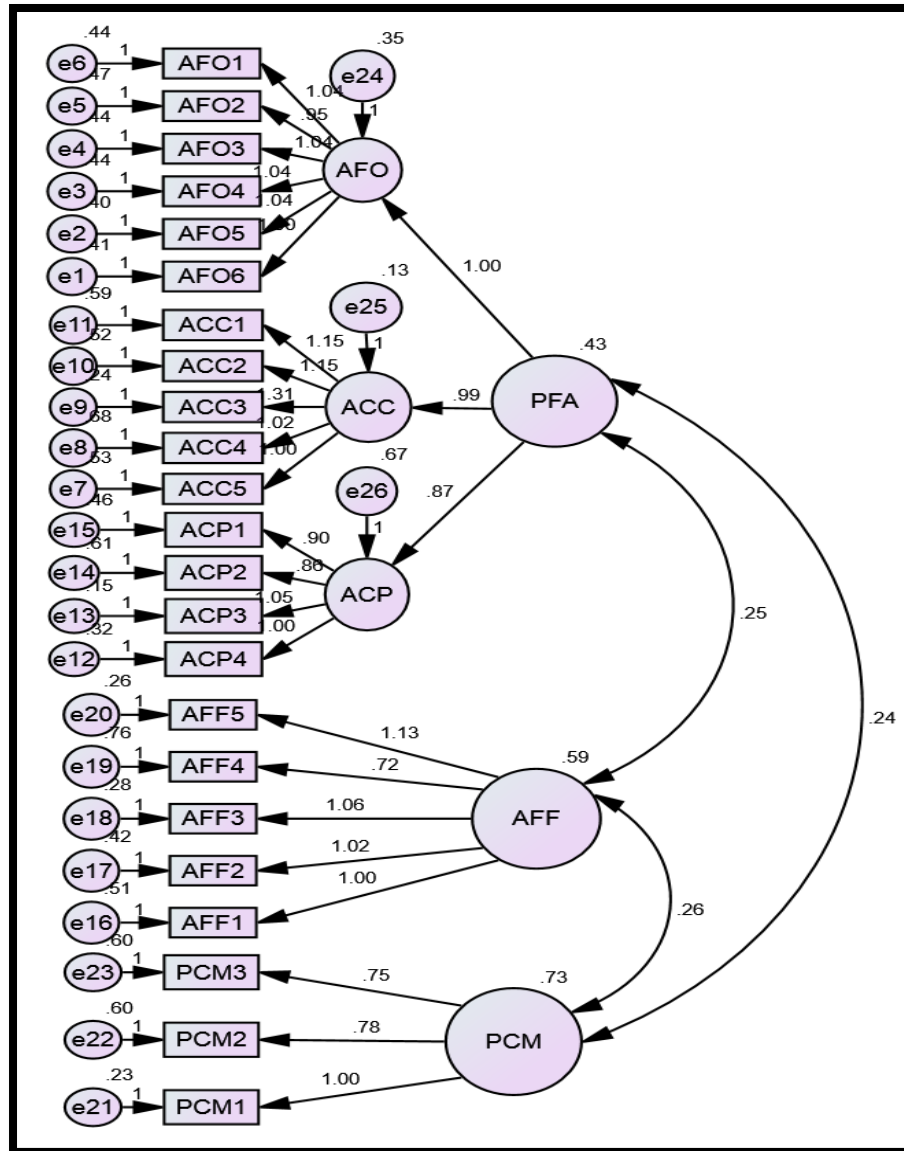 .44
e6 1 AFO1
.35
e24
1
1.04
.47
e5 1 AFO2
.95
.44
e4 1 AFO3
1.04
AFO
.44
e3 1 AFO4
1.04
.40
e2 1 AFO5
1.04
.41
e1 1 AFO6
1.00
1.00
.59
e11 1 ACC1
.13
e25
1
1.15
.52
e10 1 ACC2
1.15
.24
e9 1 ACC3
1.31
ACC
.99
PFA
.43
.68
e8 1 ACC4
1.02
.53
e7 1 ACC5
1.00
.67
e26
1
.87
.46
e15 1 ACP1
.90
.61
e14 1 ACP2
.86
.15
e13 1 ACP3
1.05
ACP
.32
e12 1 ACP4
1.00
.25
.24
.26
e20 1 AFF5
1.13
.76
e19 1 AFF4
.72
.59
.28
e18 1 AFF3
1.06
AFF
.42
e17 1 AFF2
1.02
.51
e16 1 AFF1
1.00
.26
.60
e23 1 PCM3
.75
.73
.60
e22 1 PCM2
.78
PCM
.23
e21 1 PCM1
1.00